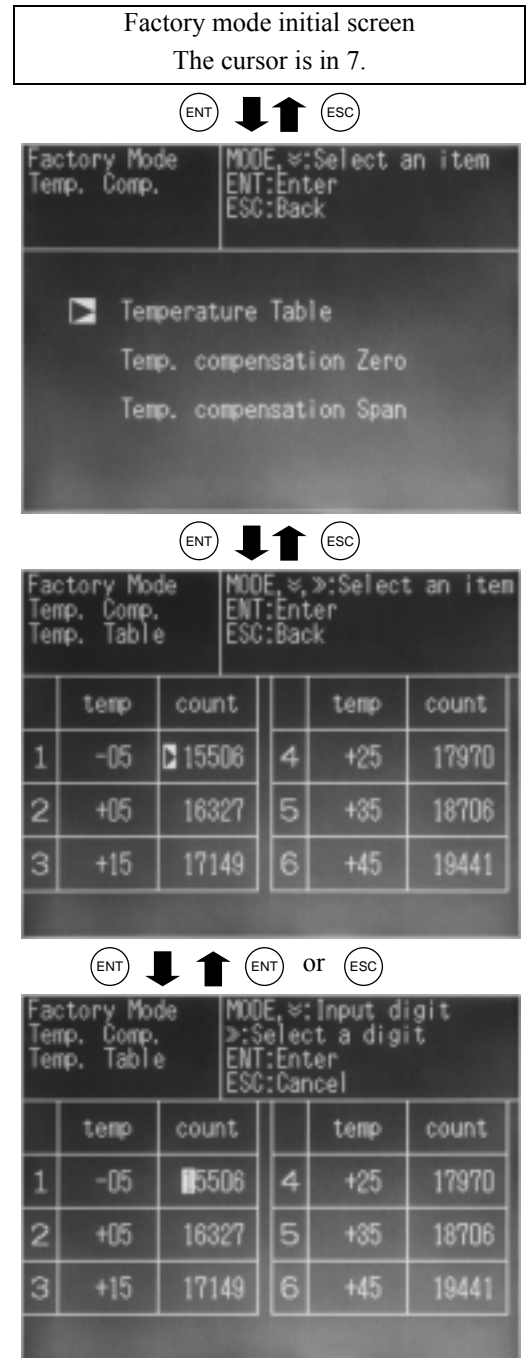 Factory mode initial screen
The cursor is in 7.
ENT ESC
Factory Mode
Temp. Comp.
MODE,⨈:Select an item
ENT:Enter
ESC:Back
Temperature Table
Temp. compensation Zero
Temp. compensation Span
ENT ESC
Factory Mode
Temp. Comp.
Temp. Table
MODE,⨈,»:Select an item
ENT:Enter
ESC:Back
temp count temp count
1 -05 15506 4 +25 17970
2 +05 16327 5 +35 18706
3 +15 17149 6 +45 19441
ENT ENT or ESC
Factory Mode
Temp. Comp.
Temp. Table
MODE,⨈:Input digit
»:Select a digit
ENT:Enter
ESC:Cancel
temp count temp count
1 -05 15506 4 +25 17970
2 +05 16327 5 +35 18706
3 +15 17149 6 +45 19441